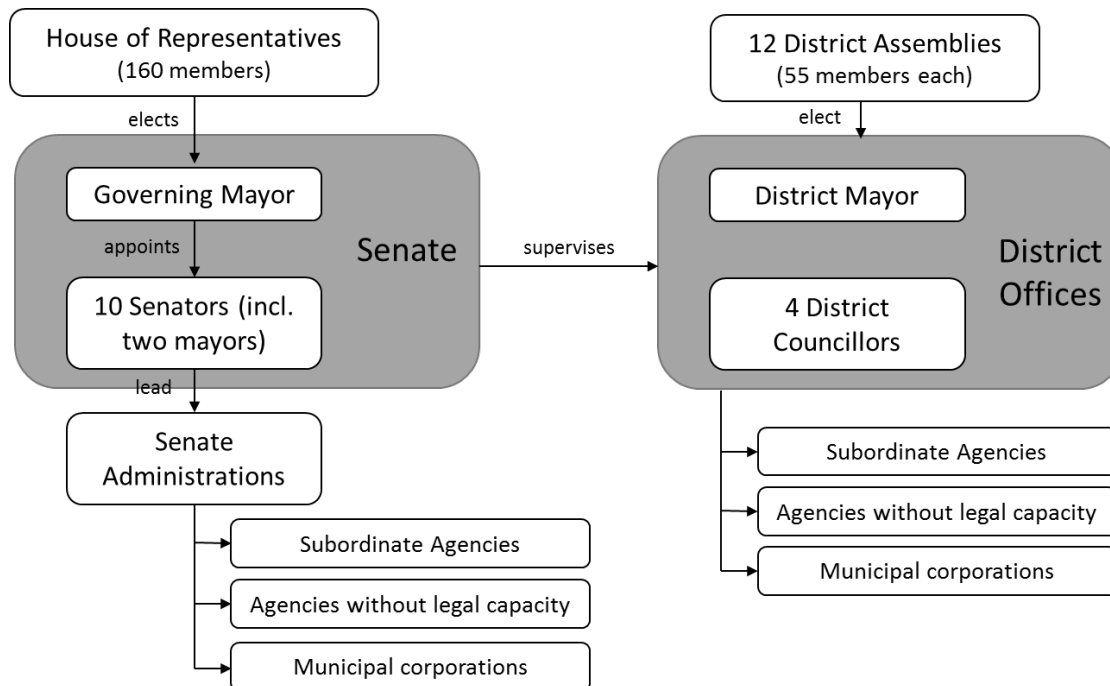 House of Representatives
(160 members)
elects
Governing Mayor
appoints
Senate
10 Senators (incl.
two mayors)
lead
Senate
Administrations
Subordinate Agencies
Agencies without legal capacity
Municipal corporations
supervises
12 District Assemblies
(55 members each)
elect
District Mayor
District
Offices
4 District
Councillors
Subordinate Agencies
Agencies without legal capacity
Municipal corporations